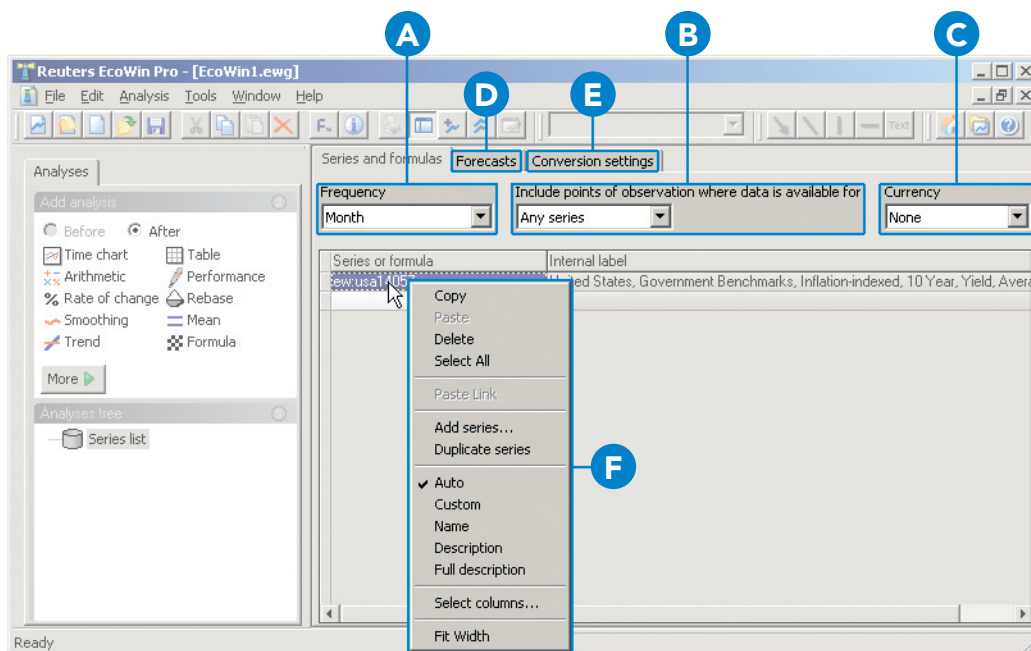 A
B
C
Reuters EcoWin Pro - [EcoWin1.ewg]
File Edit Analysis Tools Window Help
D
E
Text
Analyses
Series and formulas
Forecasts
Conversion settings
Add analysis
Before After
Time chart Table
Arithmetic Performance
Rate of change Rebase
Smoothing Mean
Trend Formula
More
Analyses tree
Series list
Frequency
Month
Include points of observation where data is available for
Any series
Currency
None
Series or formula
Internal label
ew:usa14057
ed States, Government Benchmarks, Inflation-indexed, 10 Year, Yield, Avera
Copy
Paste
Delete
Select All
Paste Link
Add series...
Duplicate series
Auto
Custom
Name
Description
Full description
Select columns...
Fit Width
F
Ready